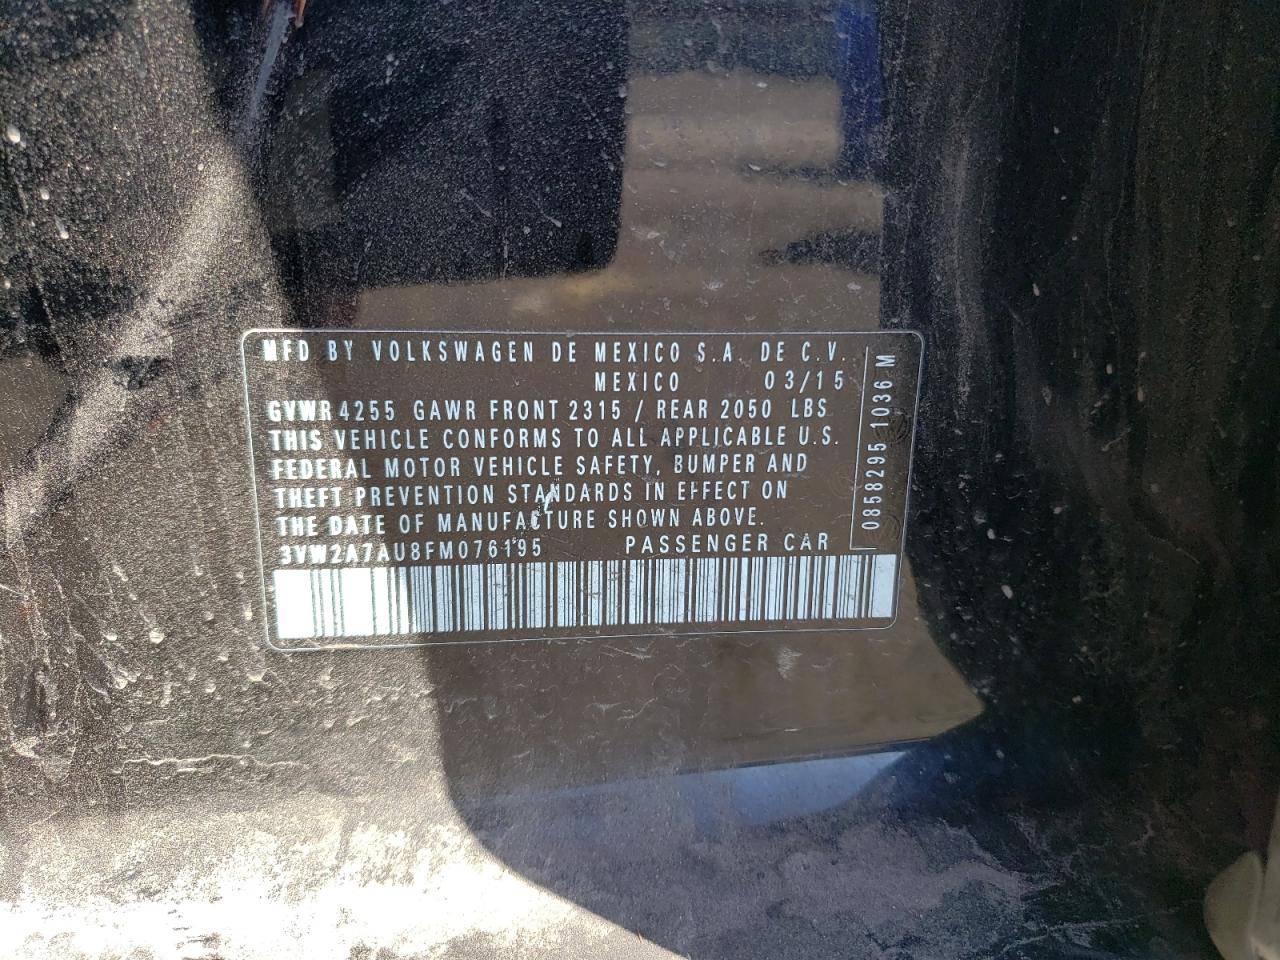 MFD BY VOLKSWAGEN DE MEXICO S.A. DE C.V.
MEXICO 03/15
GVWR 4255 GAWR FRONT 2315 / REAR 2050 LBS
THIS VEHICLE CONFORMS TO ALL APPLICABLE U.S.
FEDERAL MOTOR VEHICLE SAFETY, BUMPER AND
THEFT PREVENTION STANDARDS IN EFFECT ON
THE DATE OF MANUFACTURE SHOWN ABOVE.
3VW2A7AU8FM076195 PASSENGER CAR
0858295 1036 M